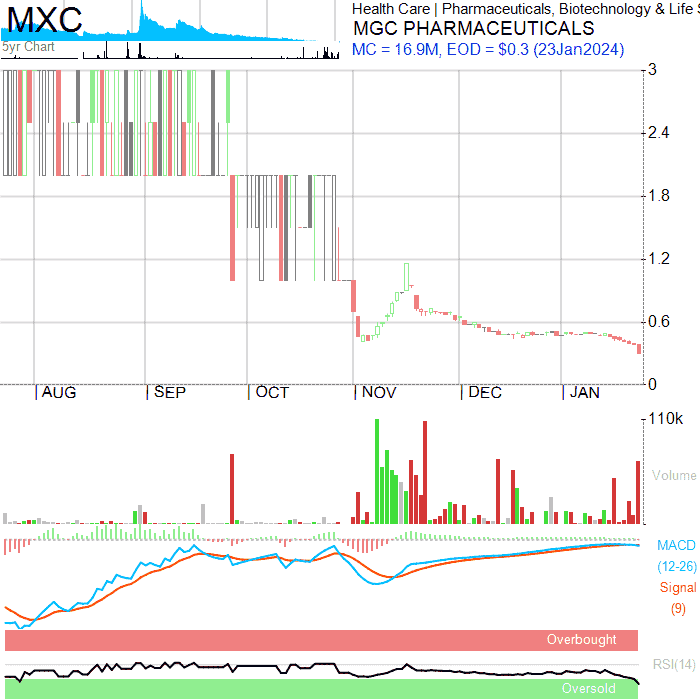 MXC
Health Care | Pharmaceuticals, Biotechnology & Life S
MGC PHARMACEUTICALS
MC = 16.9M, EOD = $0.3 (23Jan2024)
5yr Chart
3
2.4
1.8
1.2
0.6
0
AUG SEP OCT NOV DEC JAN
110k
Volume
MACD
(12-26)
Signal
(9)
Overbought
RSI(14)
Oversold